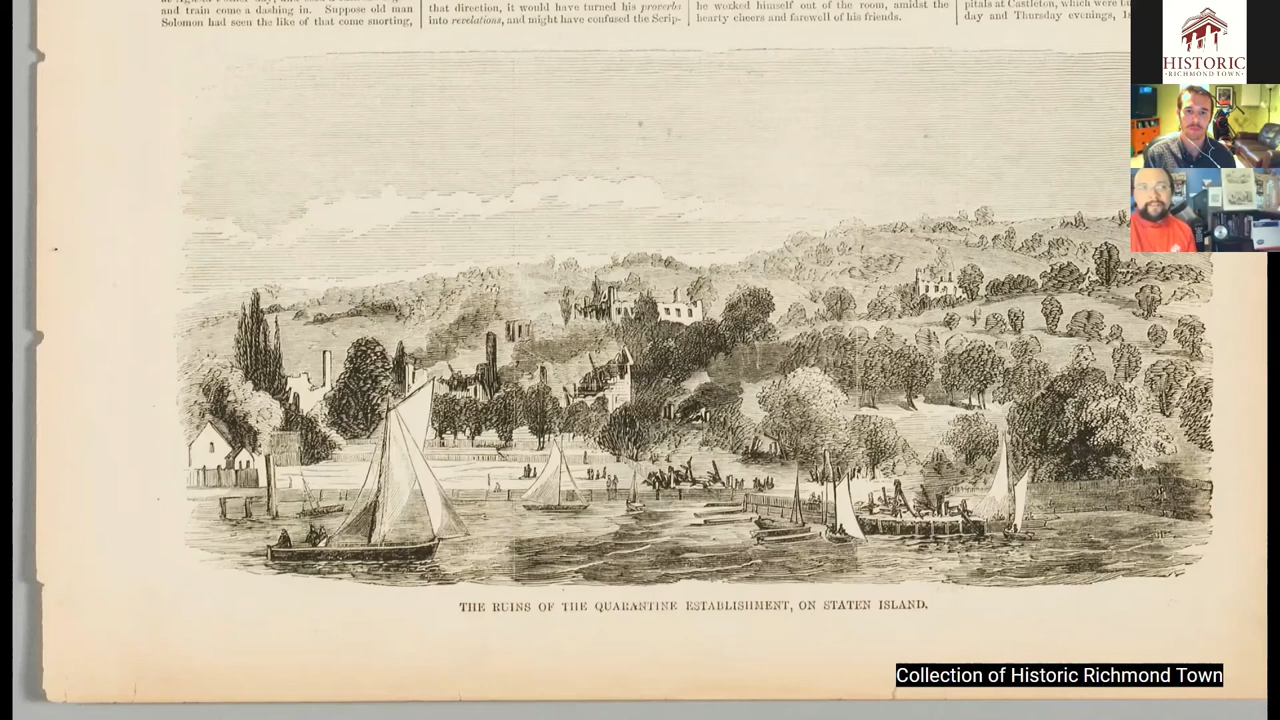 and train come a dashing in. Suppose old man
Solomon had seen the like of that come snorting,
that direction, it would have turned his proverbs
into revelations, and might have confused the Scrip-
he worked himself out of the room, amidst the
hearty cheers and farewell of his friends.
pitals at Castleton, which were
day and Thursday evenings,
HISTORIC
·RICHMOND TOWN·
THE RUINS OF THE QUARANTINE ESTABLISHMENT, ON STATEN ISLAND.
Collection of Historic Richmond Town